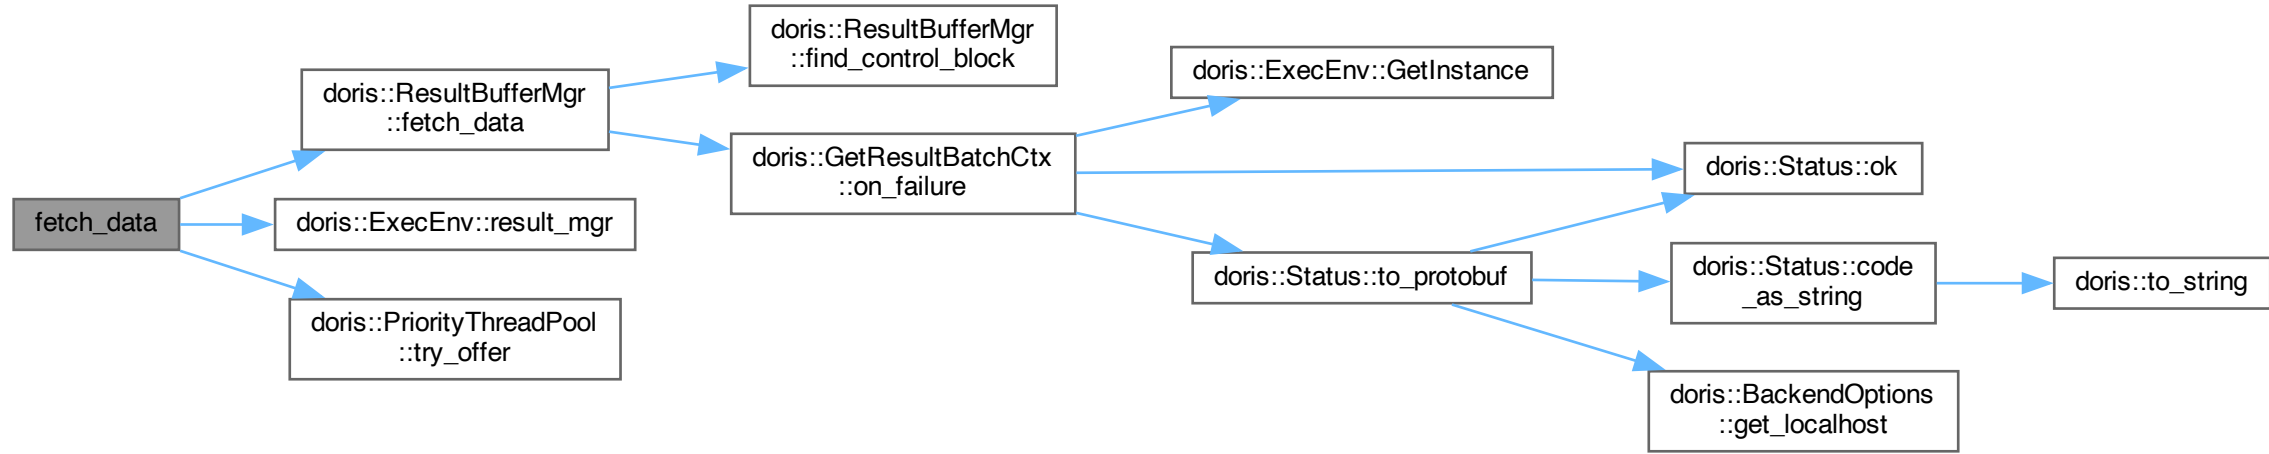 fetch_data
doris::ResultBufferMgr
::fetch_data
doris::ExecEnv::result_mgr
doris::PriorityThreadPool
::try_offer
doris::ResultBufferMgr
::find_control_block
doris::GetResultBatchCtx
::on_failure
doris::ExecEnv::GetInstance
doris::Status::ok
doris::Status::to_protobuf
doris::Status::code
_as_string
doris::to_string
doris::BackendOptions
::get_localhost